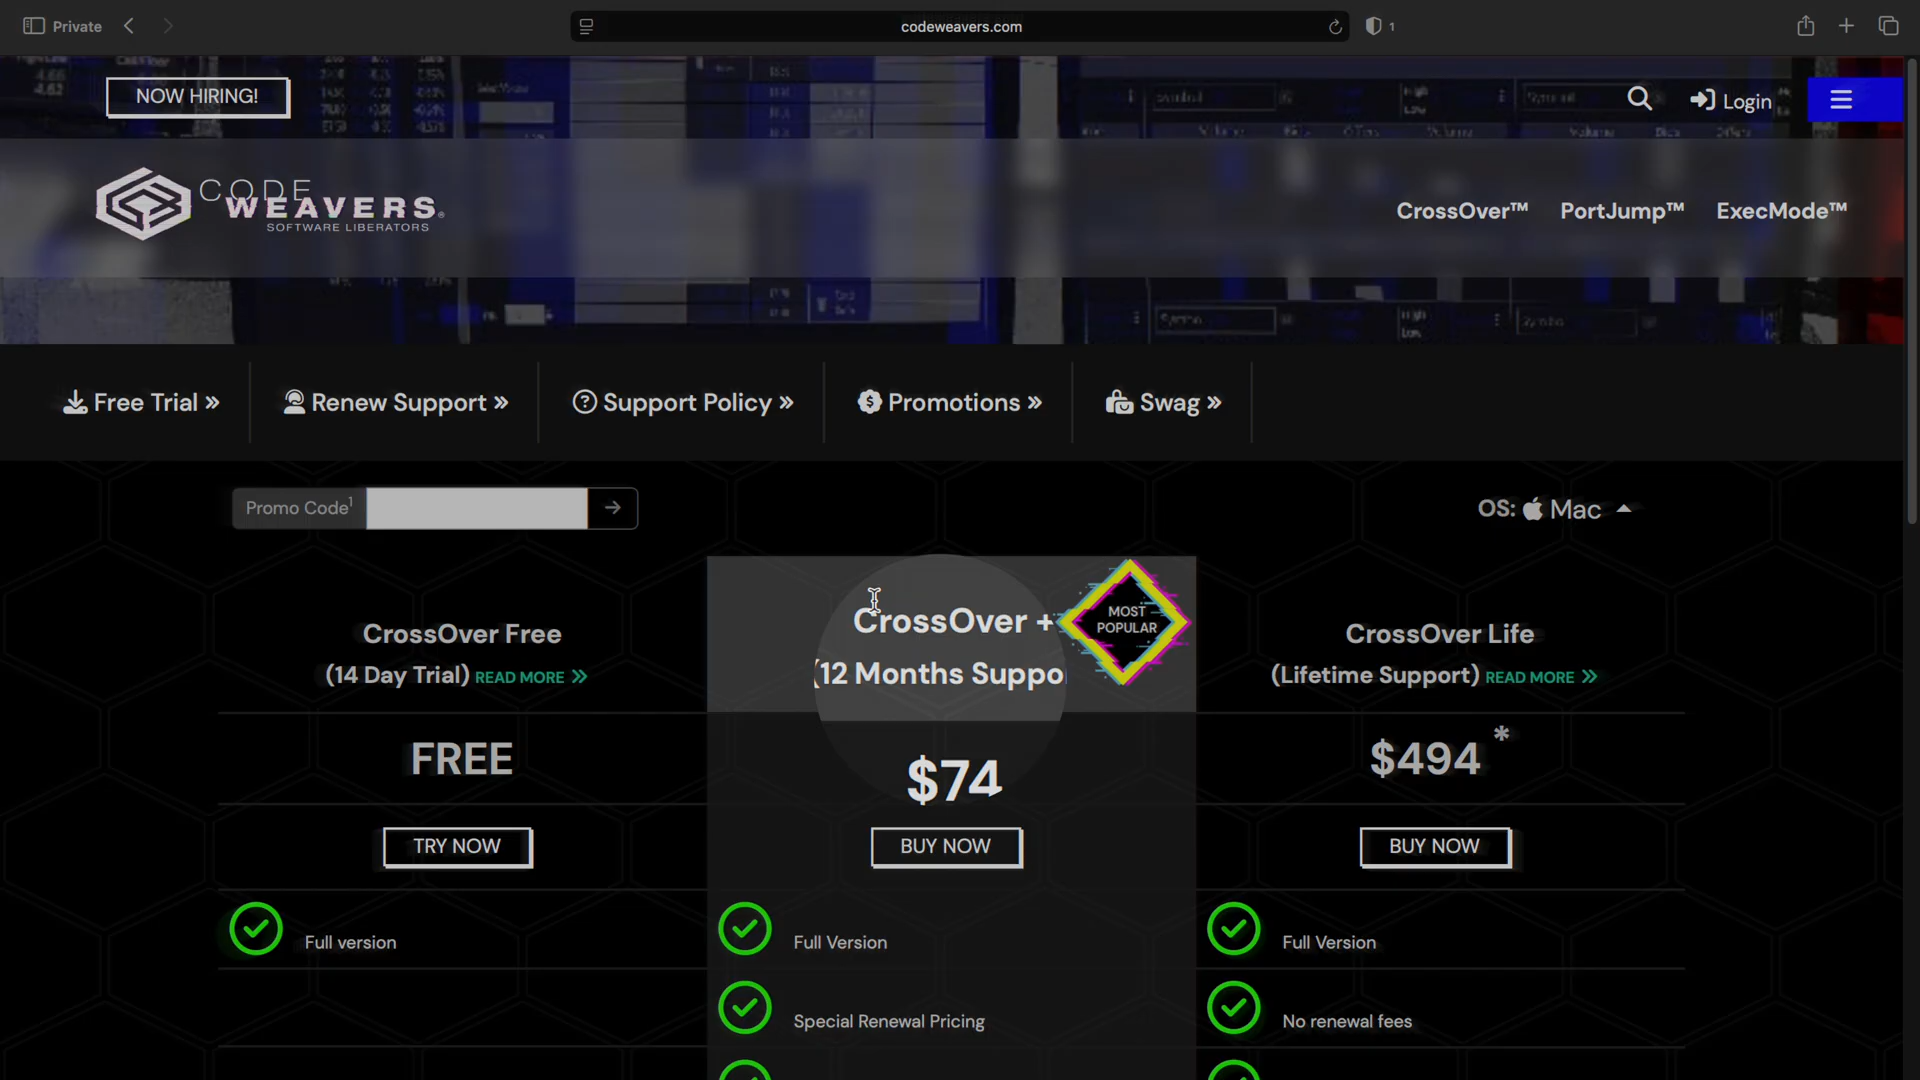 Private
codeweavers.com
1
NOW HIRING!
Login
CODE
WEAVERS®
SOFTWARE LIBERATORS
CrossOver™ PortJump™ ExecMode™
Free Trial »
Renew Support »
Support Policy »
Promotions »
Swag »
Promo Code1
OS: Mac
CrossOver Free
(14 Day Trial) READ MORE »
FREE
TRY NOW
Full version
CrossOver +
(12 Months Suppo
MOST
POPULAR
$74
BUY NOW
Full Version
Special Renewal Pricing
CrossOver Life
(Lifetime Support) READ MORE »
$494 *
BUY NOW
Full Version
No renewal fees